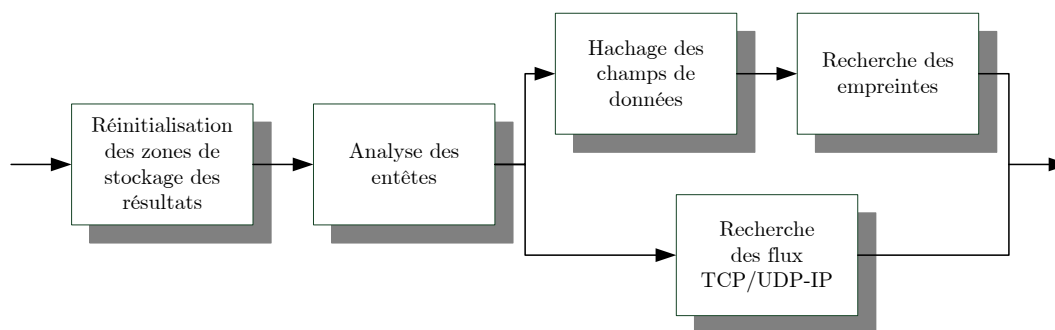 Réinitialisation
des zones de
stockage des
résultats
Analyse des
entêtes
Hachage des
champs de
données
Recherche des
empreintes
Recherche
des flux
TCP/UDP-IP